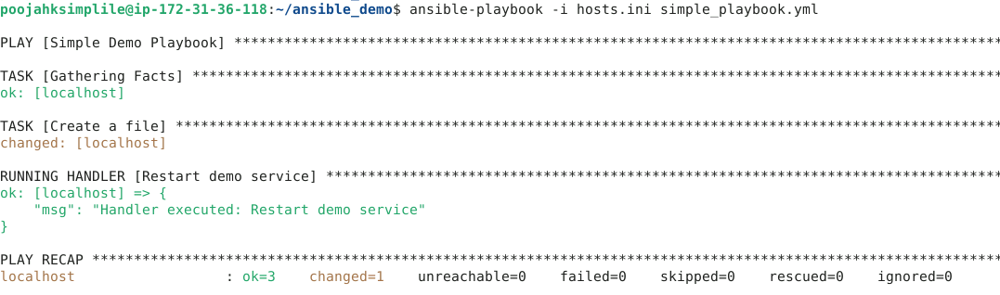 poojahksimplile@ip-172-31-36-118:~/ansible_demo$ ansible-playbook -i hosts.ini simple_playbook.yml
PLAY [Simple Demo Playbook] ********************************************************************************************
TASK [Gathering Facts] *************************************************************************************************
ok: [localhost]
TASK [Create a file] ***************************************************************************************************
changed: [localhost]
RUNNING HANDLER [Restart demo service] *********************************************************************************
ok: [localhost] => {
    "msg": "Handler executed: Restart demo service"
}
PLAY RECAP *************************************************************************************************************
localhost                  : ok=3    changed=1    unreachable=0    failed=0    skipped=0    rescued=0    ignored=0